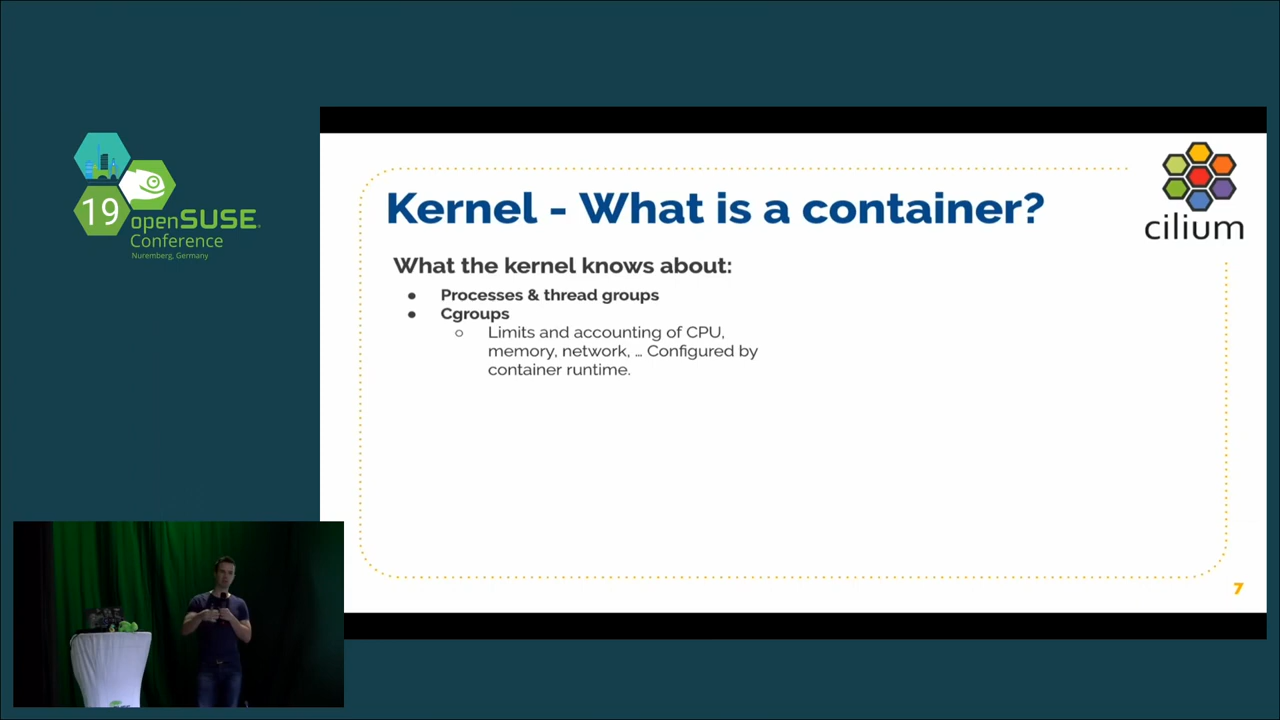 19
openSUSE
Conference
Nuremberg, Germany
cilium
Kernel - What is a container?
What the kernel knows about:
● Processes & thread groups
● Cgroups
○ Limits and accounting of CPU,
memory, network, … Configured by
container runtime.
7